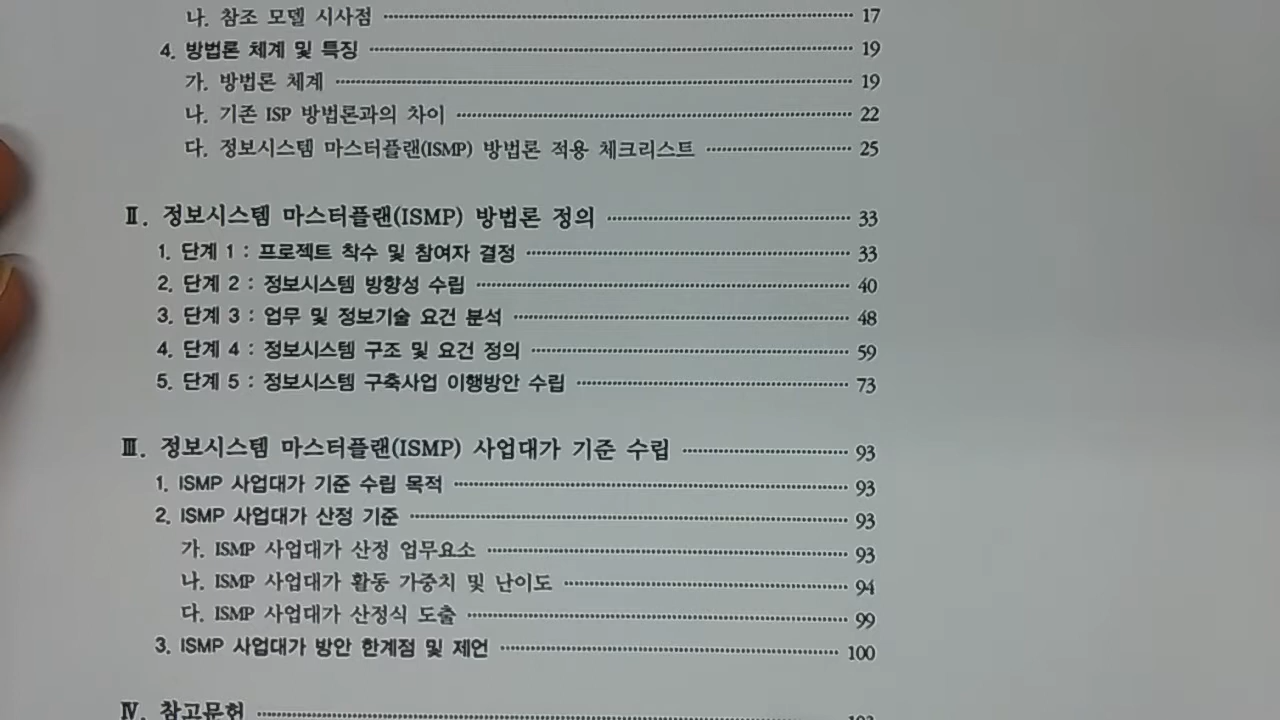 나. 참조 모델 시사점 ········ 17
4. 방법론 체계 및 특징 ········ 19
가. 방법론 체계 ········ 19
나. 기존 ISP 방법론과의 차이 ········ 22
다. 정보시스템 마스터플랜(ISMP) 방법론 적용 체크리스트 ········ 25
Ⅱ. 정보시스템 마스터플랜(ISMP) 방법론 정의 ········ 33
1. 단계 1 : 프로젝트 착수 및 참여자 결정 ········ 33
2. 단계 2 : 정보시스템 방향성 수립 ········ 40
3. 단계 3 : 업무 및 정보기술 요건 분석 ········ 48
4. 단계 4 : 정보시스템 구조 및 요건 정의 ········ 59
5. 단계 5 : 정보시스템 구축사업 이행방안 수립 ········ 73
Ⅲ. 정보시스템 마스터플랜(ISMP) 사업대가 기준 수립 ········ 93
1. ISMP 사업대가 기준 수립 목적 ········ 93
2. ISMP 사업대가 산정 기준 ········ 93
가. ISMP 사업대가 산정 업무요소 ········ 93
나. ISMP 사업대가 활동 가중치 및 난이도 ········ 94
다. ISMP 사업대가 산정식 도출 ········ 99
3. ISMP 사업대가 방안 한계점 및 제언 ········ 100
Ⅳ. 참고문헌 ········